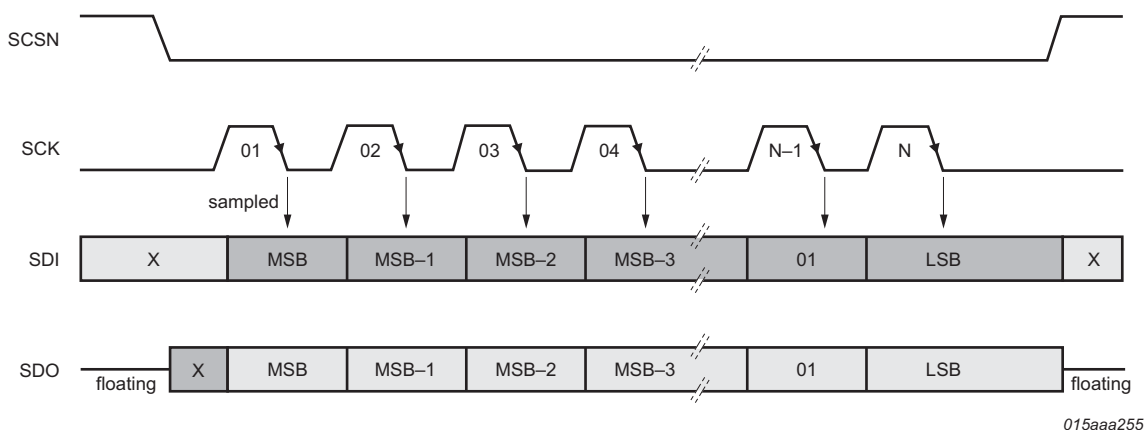 SCSN
SCK 01 02 03 04 N–1 N
sampled
SDI X MSB MSB–1 MSB–2 MSB–3 01 LSB X
SDO X MSB MSB–1 MSB–2 MSB–3 01 LSB
floating floating
015aaa255